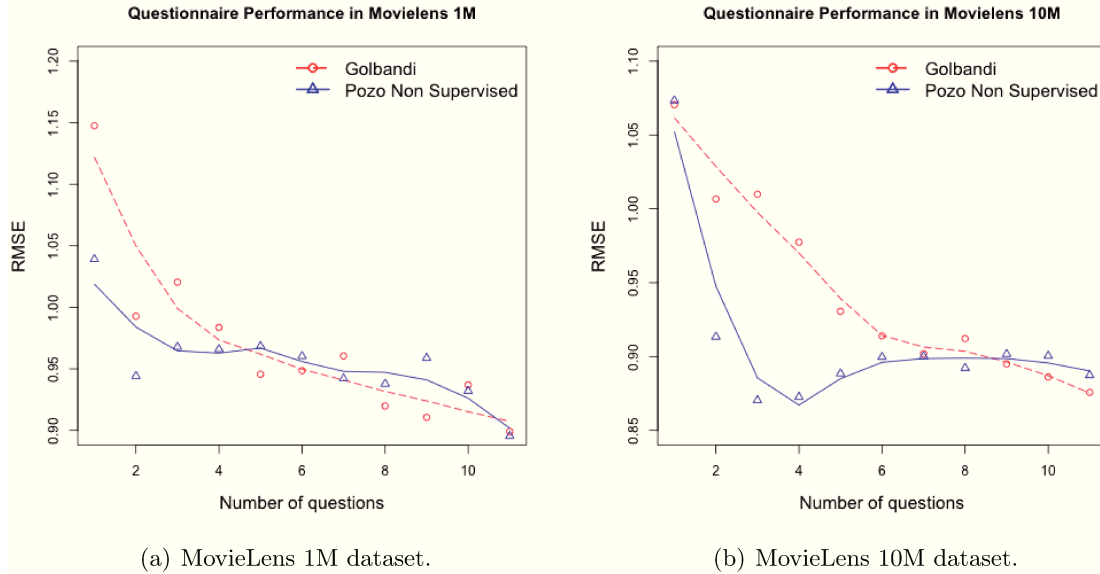 Questionnaire Performance in Movielens 1M
Golbandi
Pozo Non Supervised
RMSE
1.20
1.15
1.10
1.05
1.00
0.95
0.90
2
4
6
8
10
Number of questions
(a) MovieLens 1M dataset.
Questionnaire Performance in Movielens 10M
Golbandi
Pozo Non Supervised
RMSE
1.10
1.05
1.00
0.95
0.90
0.85
2
4
6
8
10
Number of questions
(b) MovieLens 10M dataset.